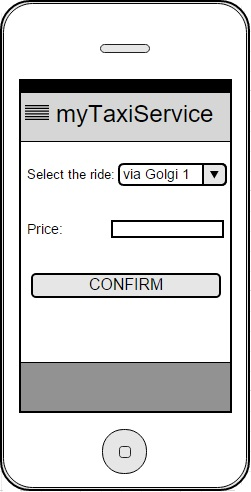 myTaxiService
Select the ride: via Golgi 1
Price:
CONFIRM